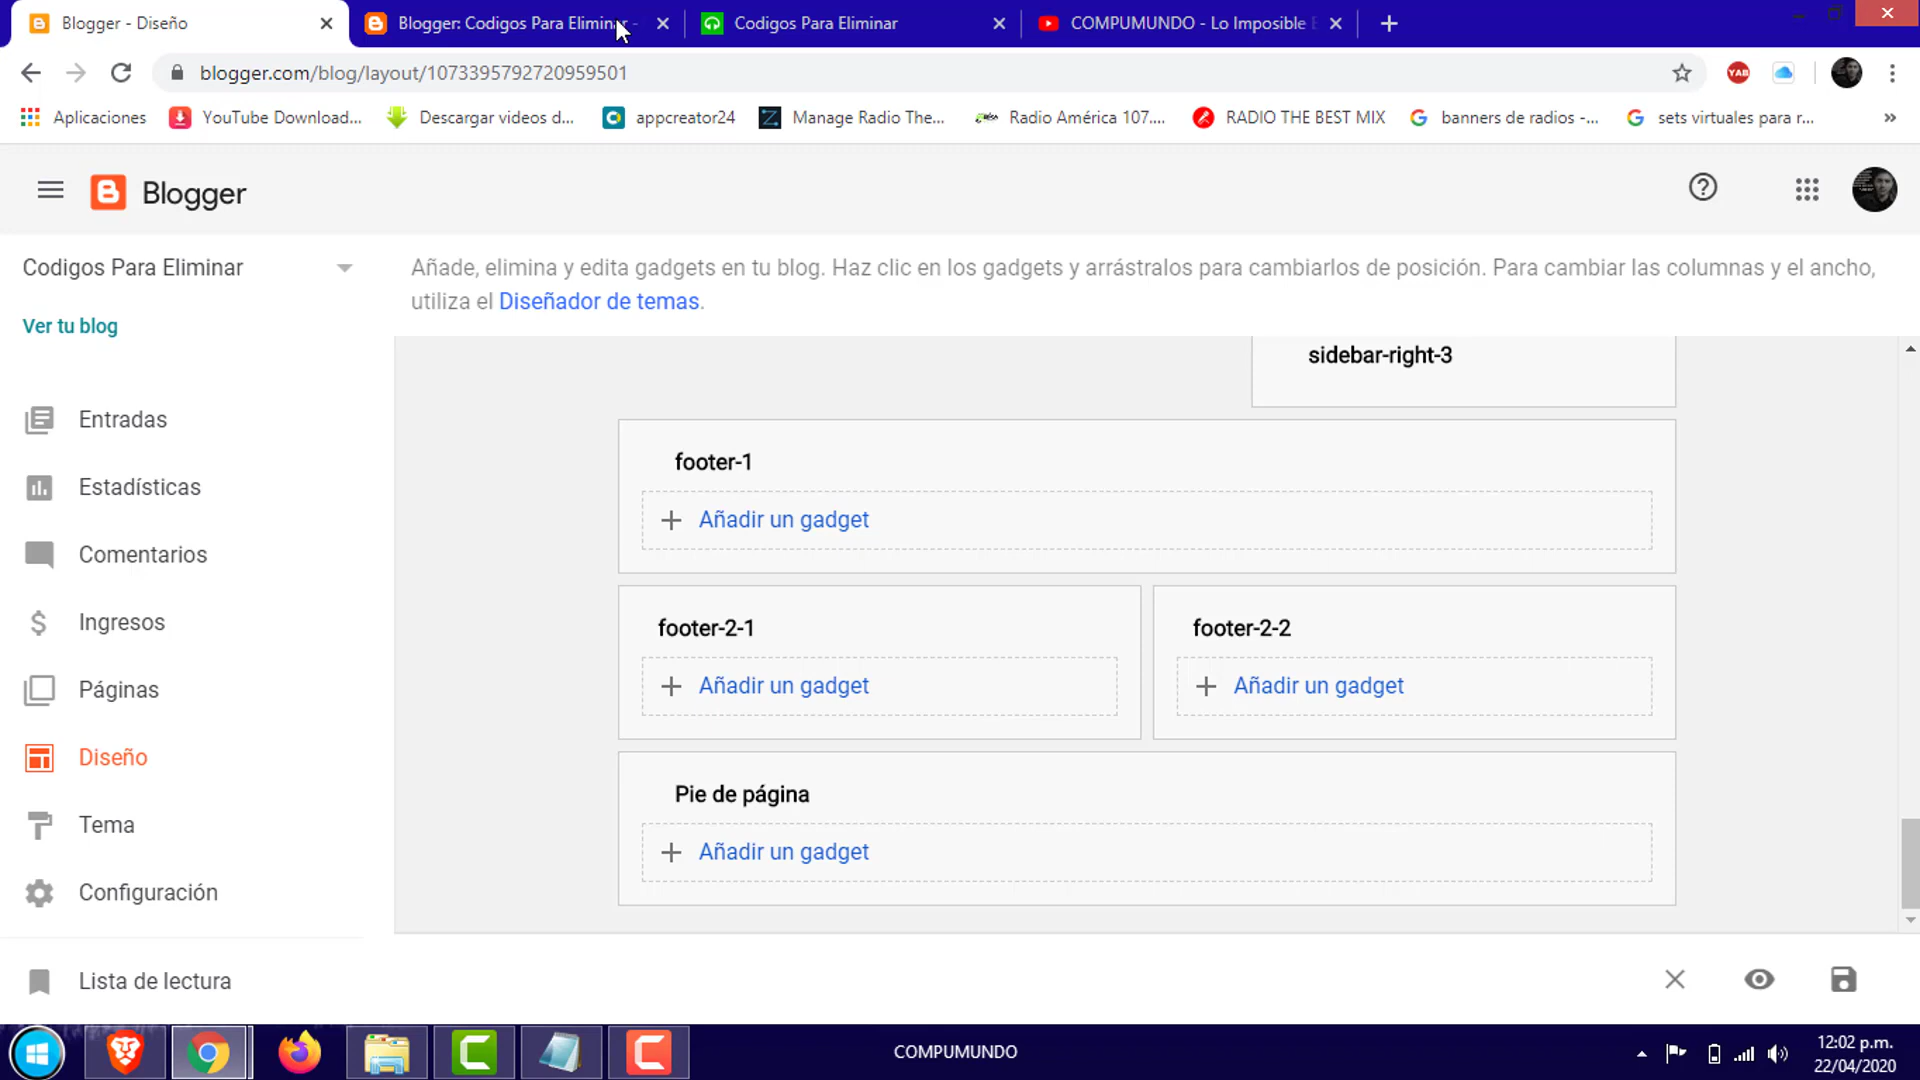 Blogger - Diseño
Blogger: Codigos Para Eliminar -
Codigos Para Eliminar
COMPUMUNDO - Lo Imposible
blogger.com/blog/layout/1073395792720959501
YAB
Aplicaciones
YouTube Download...
Descargar videos d...
appcreator24
Manage Radio The...
Radio América 107....
RADIO THE BEST MIX
banners de radios -...
sets virtuales para r...
»
Blogger
Codigos Para Eliminar
Ver tu blog
Añade, elimina y edita gadgets en tu blog. Haz clic en los gadgets y arrástralos para cambiarlos de posición. Para cambiar las columnas y el ancho,
utiliza el Diseñador de temas.
Entradas
Estadísticas
Comentarios
Ingresos
Páginas
Diseño
Tema
Configuración
Lista de lectura
sidebar-right-3
footer-1
Añadir un gadget
footer-2-1
Añadir un gadget
footer-2-2
Añadir un gadget
Pie de página
Añadir un gadget
COMPUMUNDO
12:02 p.m.
22/04/2020